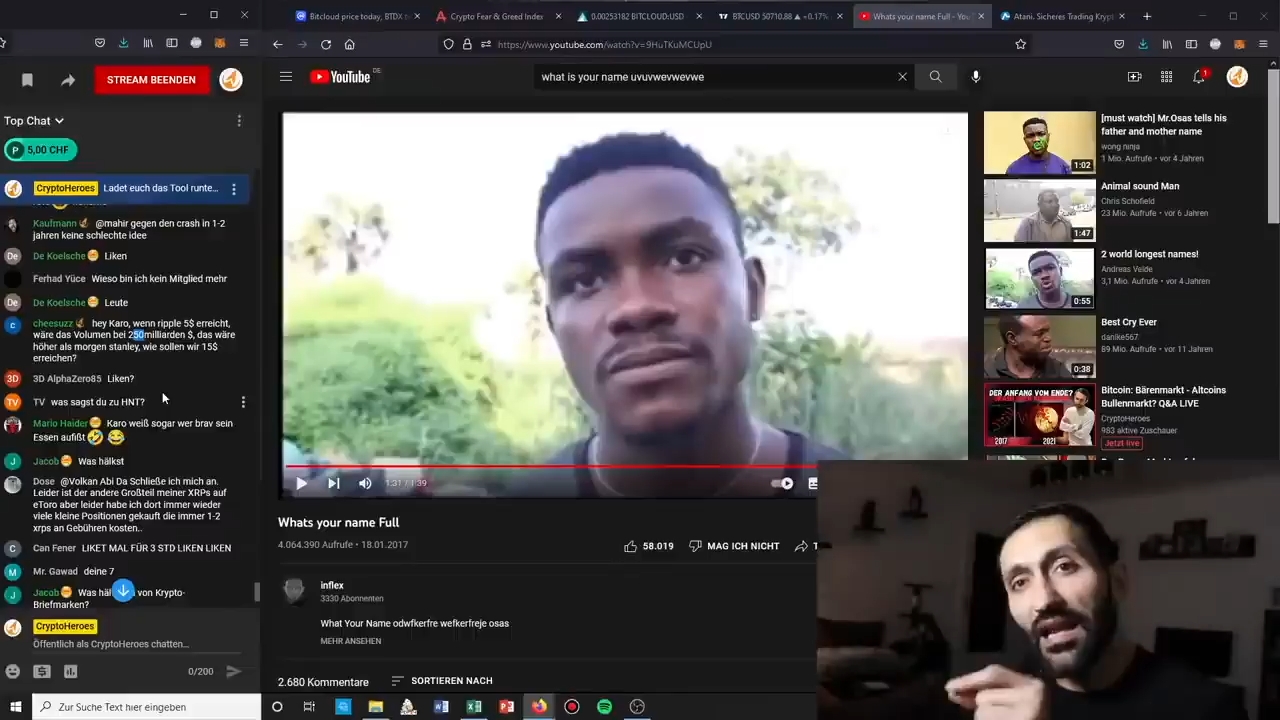 Bitcloud price today, BTDX to
Crypto Fear & Greed Index
0.00253182 BITCLOUD:USD
BTCUSD 50710.88 ▲ +0.17%
Whats your name Full - You
Atani. Sicheres Trading Krypt
https://www.youtube.com/watch?v=9HuTKuMCUpU
STREAM BEENDEN
YouTube DE
what is your name uvuvwevwevwe
1
Top Chat
P 5,00 CHF
CryptoHeroes Ladet euch das Tool runte...
Kaufmann @mahr gegen den crash in 1-2
jahren keine schlechte idee
De Koelsche Liken
Ferhad Yüce Wieso bin ich kein Mitglied mehr
De Koelsche Leute
cheesuzz hey Karo, wenn ripple 5$ erreicht,
wäre das Volumen bei 250milliarden $, das wäre
höher als morgen stanley, wie sollen wir 15$
erreichen?
3D AlphaZero85 Liken?
TV was sagst du zu HNT?
Mario Haider Karo weiß sogar wer brav sein
Essen aufißt 🤣 😂
Jacob Was hälkst
Dose @Volkan Abi Da Schließe ich mich an.
Leider ist der andere Großteil meiner XRPs auf
eToro aber leider habe ich dort immer wieder
viele kleine Positionen gekauft die immer 1-2
xrps an Gebühren kosten..
Can Fener LIKET MAL FÜR 3 STD LIKEN LIKEN
Mr. Gawad deine 7
Jacob Was häl von Krypto-
Briefmarken?
CryptoHeroes
Öffentlich als CryptoHeroes chatten...
0/200
1:31 / 1:39
Whats your name Full
4.064.390 Aufrufe • 18.01.2017
58.019 MAG ICH NICHT
inflex
3330 Abonnenten
What Your Name odwfkerfre wefkerfreje osas
MEHR ANSEHEN
2.680 Kommentare SORTIEREN NACH
[must watch] Mr.Osas tells his
father and mother name
wong ninja
1 Mio. Aufrufe • vor 4 Jahren
1:02
Animal sound Man
Chris Schofield
23 Mio. Aufrufe • vor 6 Jahren
1:47
2 world longest names!
Andreas Velde
3,1 Mio. Aufrufe • vor 4 Jahren
0:55
Best Cry Ever
danike567
89 Mio. Aufrufe • vor 11 Jahren
0:38
DER ANFANG VOM ENDE?
2017 2021
Bitcoin: Bärenmarkt - Altcoins
Bullenmarkt? Q&A LIVE
CryptoHeroes
983 aktive Zuschauer
Jetzt live
Zur Suche Text hier eingeben